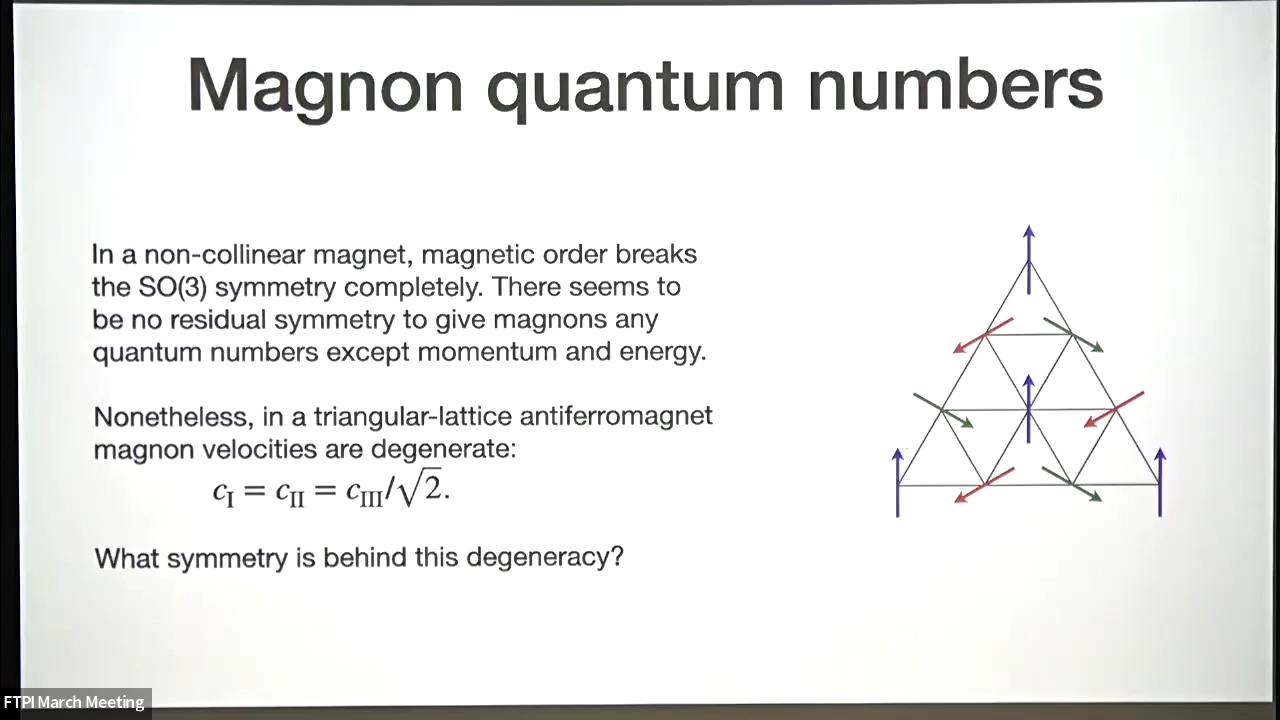 Magnon quantum numbers
In a non-collinear magnet, magnetic order breaks
the SO(3) symmetry completely. There seems to
be no residual symmetry to give magnons any
quantum numbers except momentum and energy.
Nonetheless, in a triangular-lattice antiferromagnet
magnon velocities are degenerate:
c_I = c_II = c_III/√2.
What symmetry is behind this degeneracy?
FTPI March Meeting